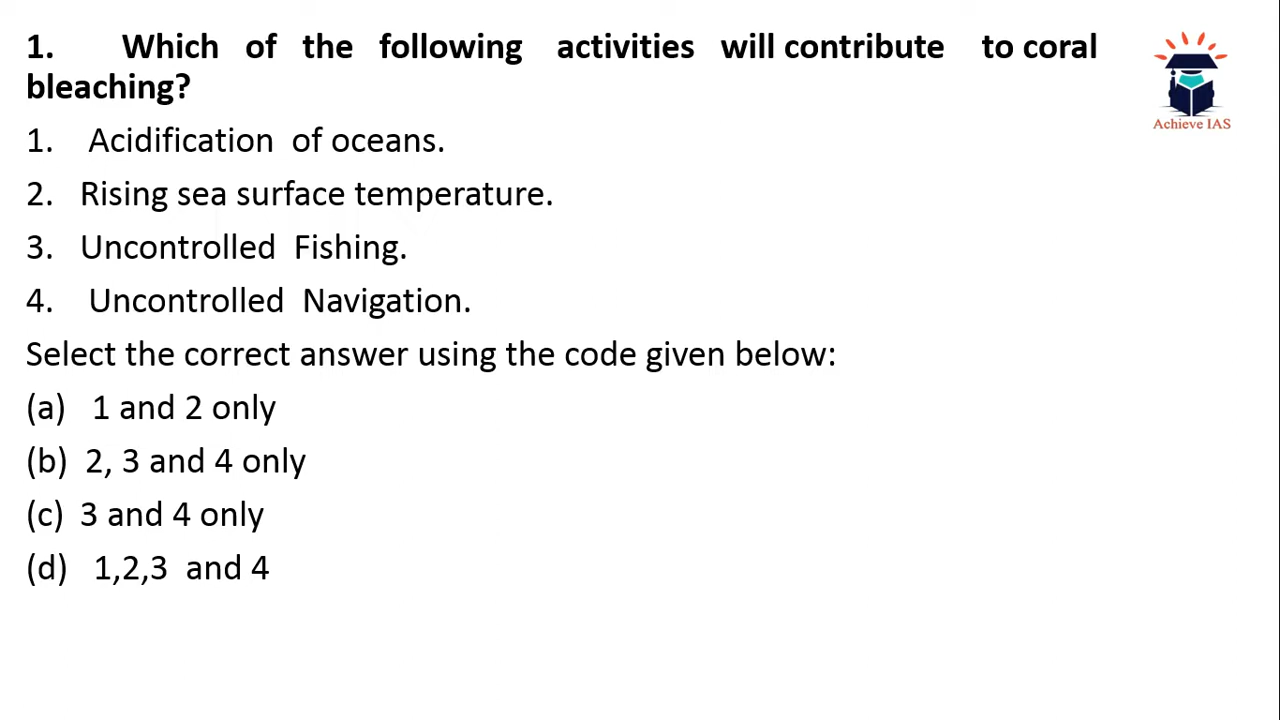 1. Which of the following activities will contribute to coral
bleaching?
1. Acidification of oceans.
2. Rising sea surface temperature.
3. Uncontrolled Fishing.
4. Uncontrolled Navigation.
Select the correct answer using the code given below:
(a) 1 and 2 only
(b) 2, 3 and 4 only
(c) 3 and 4 only
(d) 1,2,3 and 4
Achieve IAS